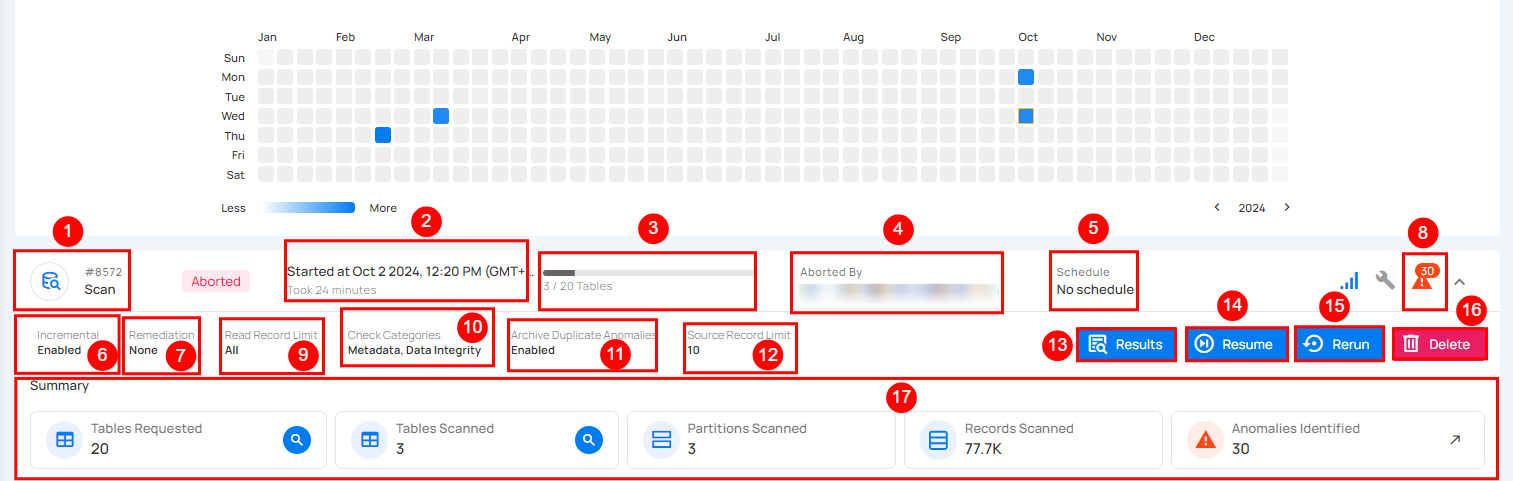 Jan Feb Mar Apr May Jun Jul Aug Sep Oct Nov Dec
Sun
Mon
Tue
Wed
Thu
Fri
Sat
Less More 2024
1 2 3 4 5 8
#8572
Scan
Aborted
Started at Oct 2 2024, 12:20 PM (GMT+...
Took 24 minutes
3 / 20 Tables
Aborted By
Schedule
No schedule
30
Incremental
Enabled
6
Remediation
None
7
Read Record Limit
All
9
Check Categories
Metadata, Data Integrity
10
Archive Duplicate Anomalies
Enabled
11
Source Record Limit
10
12
13
Results
14
Resume
15
Rerun
16
Delete
Summary
17
Tables Requested
20
Tables Scanned
3
Partitions Scanned
3
Records Scanned
77.7K
Anomalies Identified
30